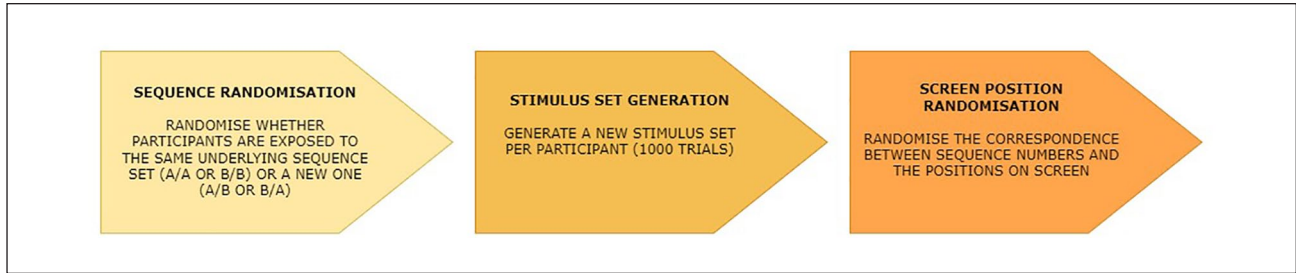 SEQUENCE RANDOMISATION
RANDOMISE WHETHER
PARTICIPANTS ARE EXPOSED TO
THE SAME UNDERLYING SEQUENCE
SET (A/A OR B/B) OR A NEW ONE
(A/B OR B/A)
STIMULUS SET GENERATION
GENERATE A NEW STIMULUS SET
PER PARTICIPANT (1000 TRIALS)
SCREEN POSITION
RANDOMISATION
RANDOMISE THE CORRESPONDENCE
BETWEEN SEQUENCE NUMBERS AND
THE POSITIONS ON SCREEN